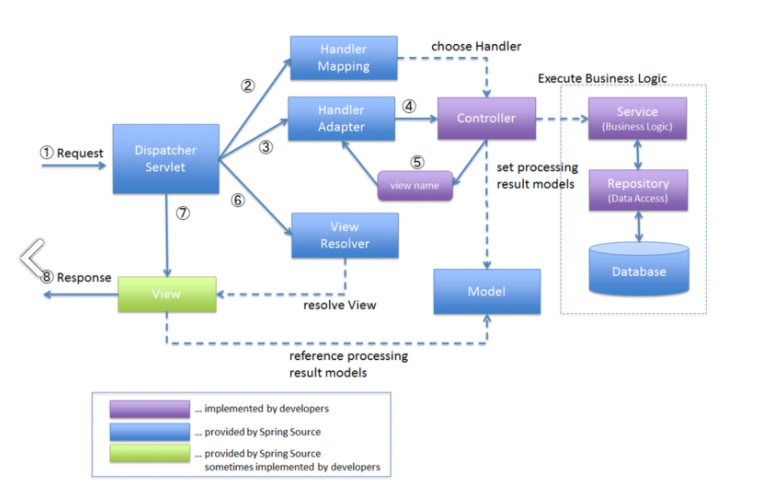 Handler
Mapping
choose Handler
Execute Business Logic
②
Handler
Adapter
④
Controller
Service
(Business Logic)
① Request
Dispatcher
Servlet
③
⑤
view name
set processing
result models
Repository
(Data Access)
⑥
⑦
View
Resolver
Database
⑧ Response
View
resolve View
Model
reference processing
result models
... implemented by developers
... provided by Spring Source
... provided by Spring Source
sometimes implemented by developers